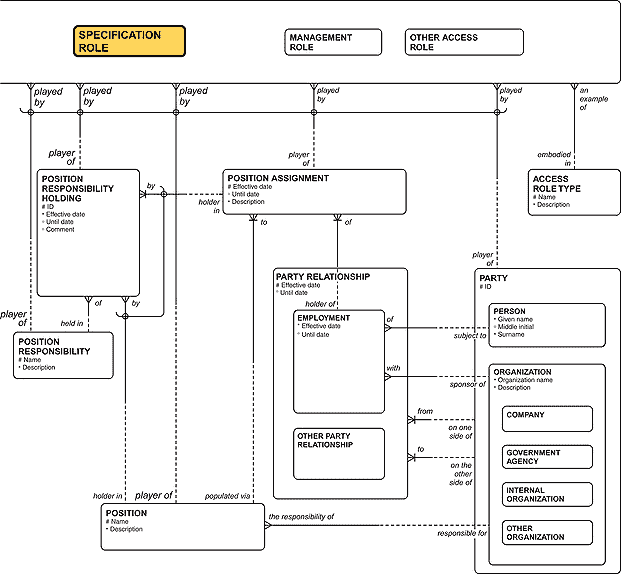 SPECIFICATION
ROLE
MANAGEMENT
ROLE
OTHER ACCESS
ROLE
played
by
played
by
played
by
played
by
played
by
an
example
of
player
of
player
of
embodied
in
POSITION
RESPONSIBILITY
HOLDING
# ID
• Effective date
○ Until date
○ Comment
by
holder
in
POSITION ASSIGNMENT
# Effective date
○ Until date
• Description
ACCESS
ROLE TYPE
# Name
• Description
to
of
player
of
PARTY RELATIONSHIP
# Effective date
○ Until date
PARTY
# ID
of
by
holder of
player
of
held in
EMPLOYMENT
• Effective date
○ Until date
of
subject to
PERSON
• Given name
○ Middle initial
• Surname
POSITION
RESPONSIBILITY
# Name
• Description
with
sponsor of
ORGANIZATION
• Organization name
• Description
COMPANY
from
on one
side of
OTHER PARTY
RELATIONSHIP
to
on the
other
side of
GOVERNMENT
AGENCY
INTERNAL
ORGANIZATION
holder in
player of
populated via
POSITION
# Name
• Description
the responsibility of
responsible for
OTHER
ORGANIZATION